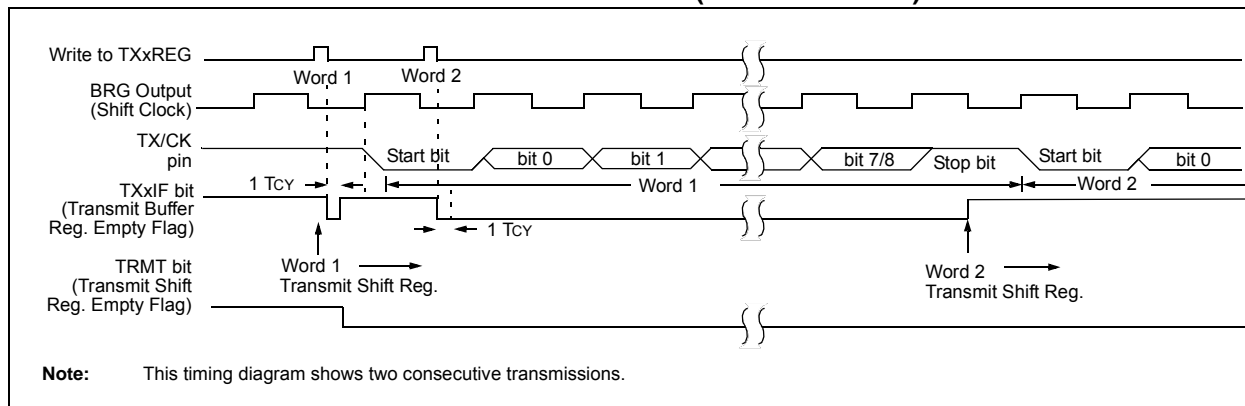 Write to TXxREG
Word 1 Word 2
BRG Output
(Shift Clock)
TX/CK
pin
Start bit bit 0 bit 1 bit 7/8 Stop bit Start bit bit 0
1 TCY Word 1 Word 2
TXxIF bit
(Transmit Buffer
Reg. Empty Flag)
1 TCY
Word 1
Transmit Shift Reg.
Word 2
Transmit Shift Reg.
TRMT bit
(Transmit Shift
Reg. Empty Flag)
Note: This timing diagram shows two consecutive transmissions.